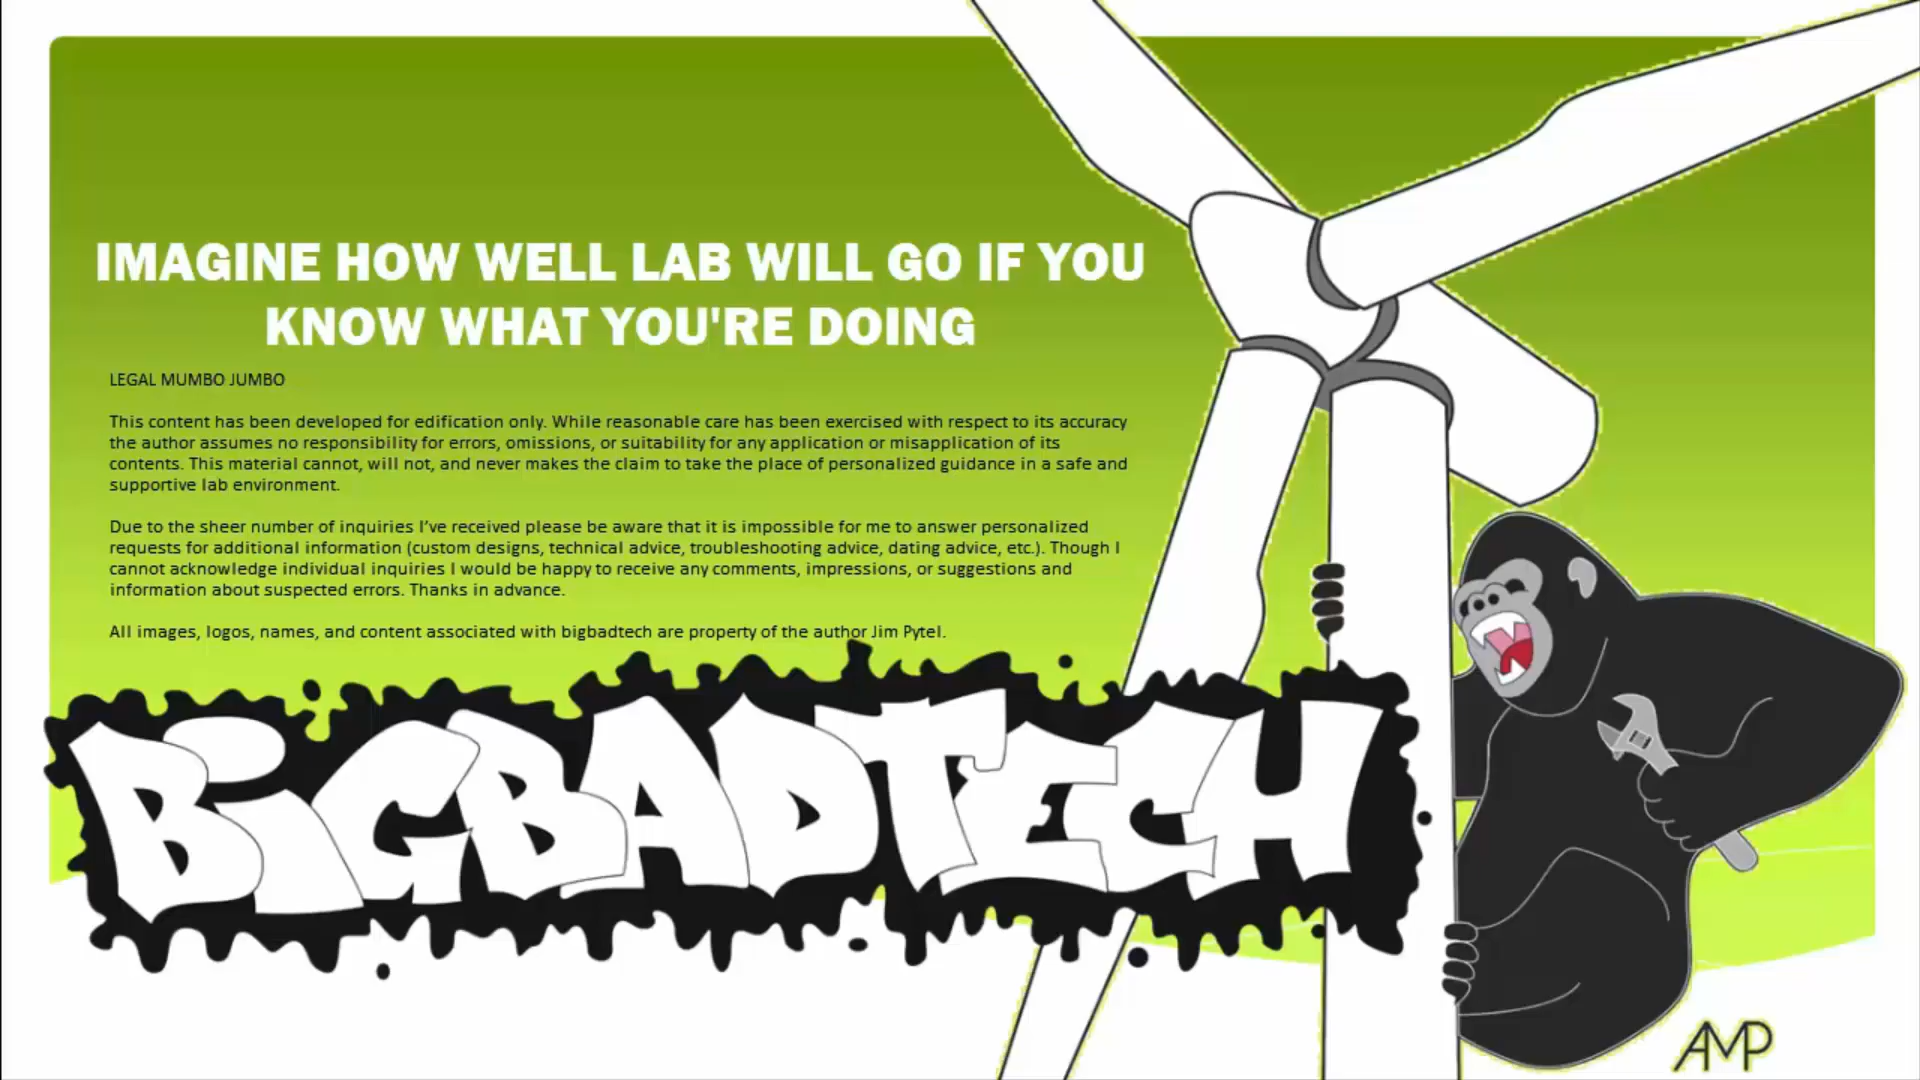 IMAGINE HOW WELL LAB WILL GO IF YOU
KNOW WHAT YOU'RE DOING
LEGAL MUMBO JUMBO
This content has been developed for edification only. While reasonable care has been exercised with respect to its accuracy
the author assumes no responsibility for errors, omissions, or suitability for any application or misapplication of its
contents. This material cannot, will not, and never makes the claim to take the place of personalized guidance in a safe and
supportive lab environment.
Due to the sheer number of inquiries I’ve received please be aware that it is impossible for me to answer personalized
requests for additional information (custom designs, technical advice, troubleshooting advice, dating advice, etc.). Though I
cannot acknowledge individual inquiries I would be happy to receive any comments, impressions, or suggestions and
information about suspected errors. Thanks in advance.
All images, logos, names, and content associated with bigbadtech are property of the author Jim Pytel.
BiGBADTECH
AMP